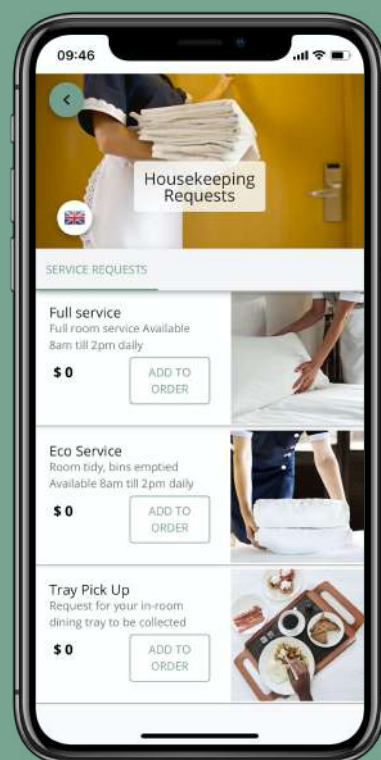 09:46
Housekeeping
Requests
SERVICE REQUESTS
Full service
Full room service Available
8am till 2pm daily
$ 0
ADD TO
ORDER
Eco Service
Room tidy, bins emptied
Available 8am till 2pm daily
$ 0
ADD TO
ORDER
Tray Pick Up
Request for your in-room
dining tray to be collected
$ 0
ADD TO
ORDER